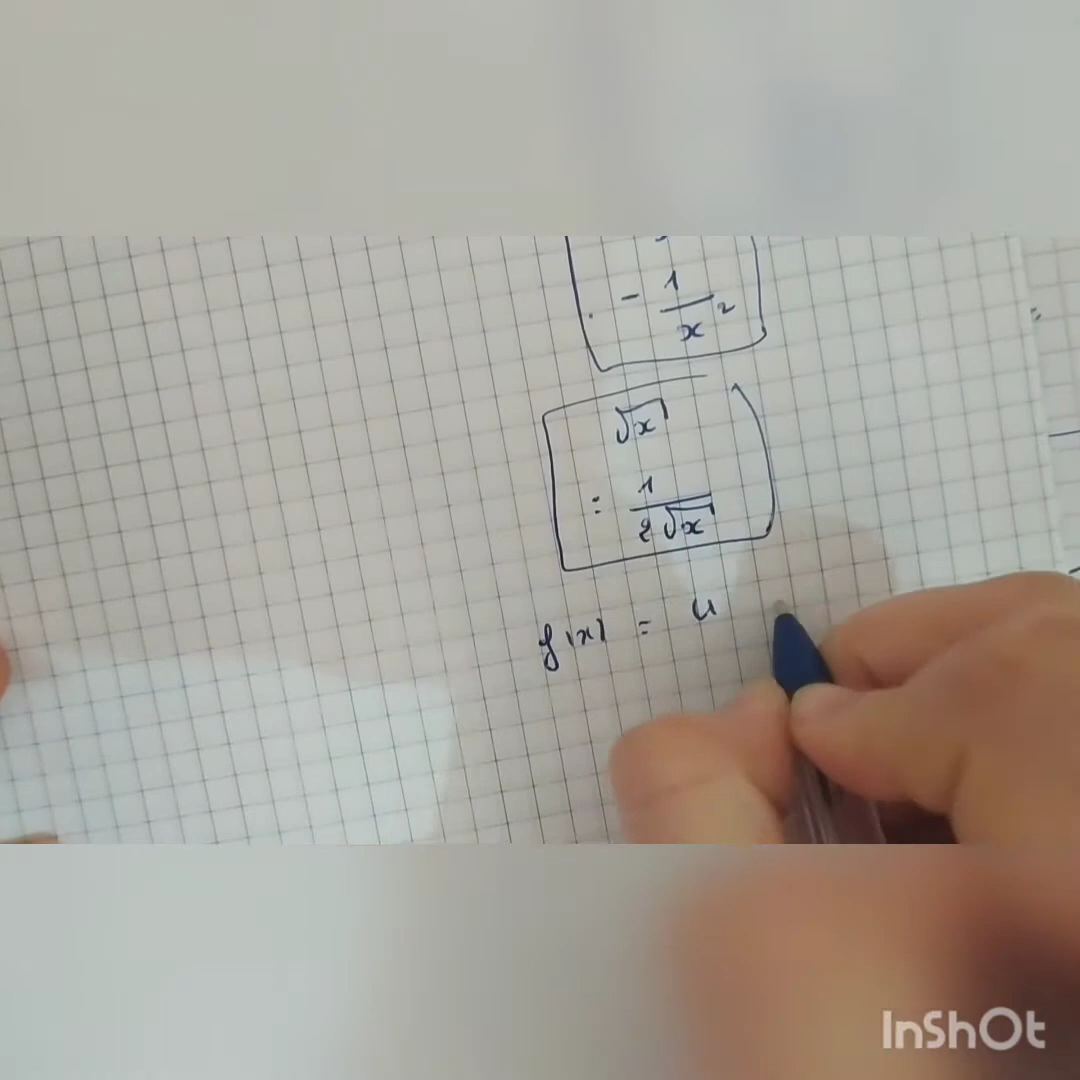 - 1/x²
√x
= 1/2√x
f(x) = u
InShOt